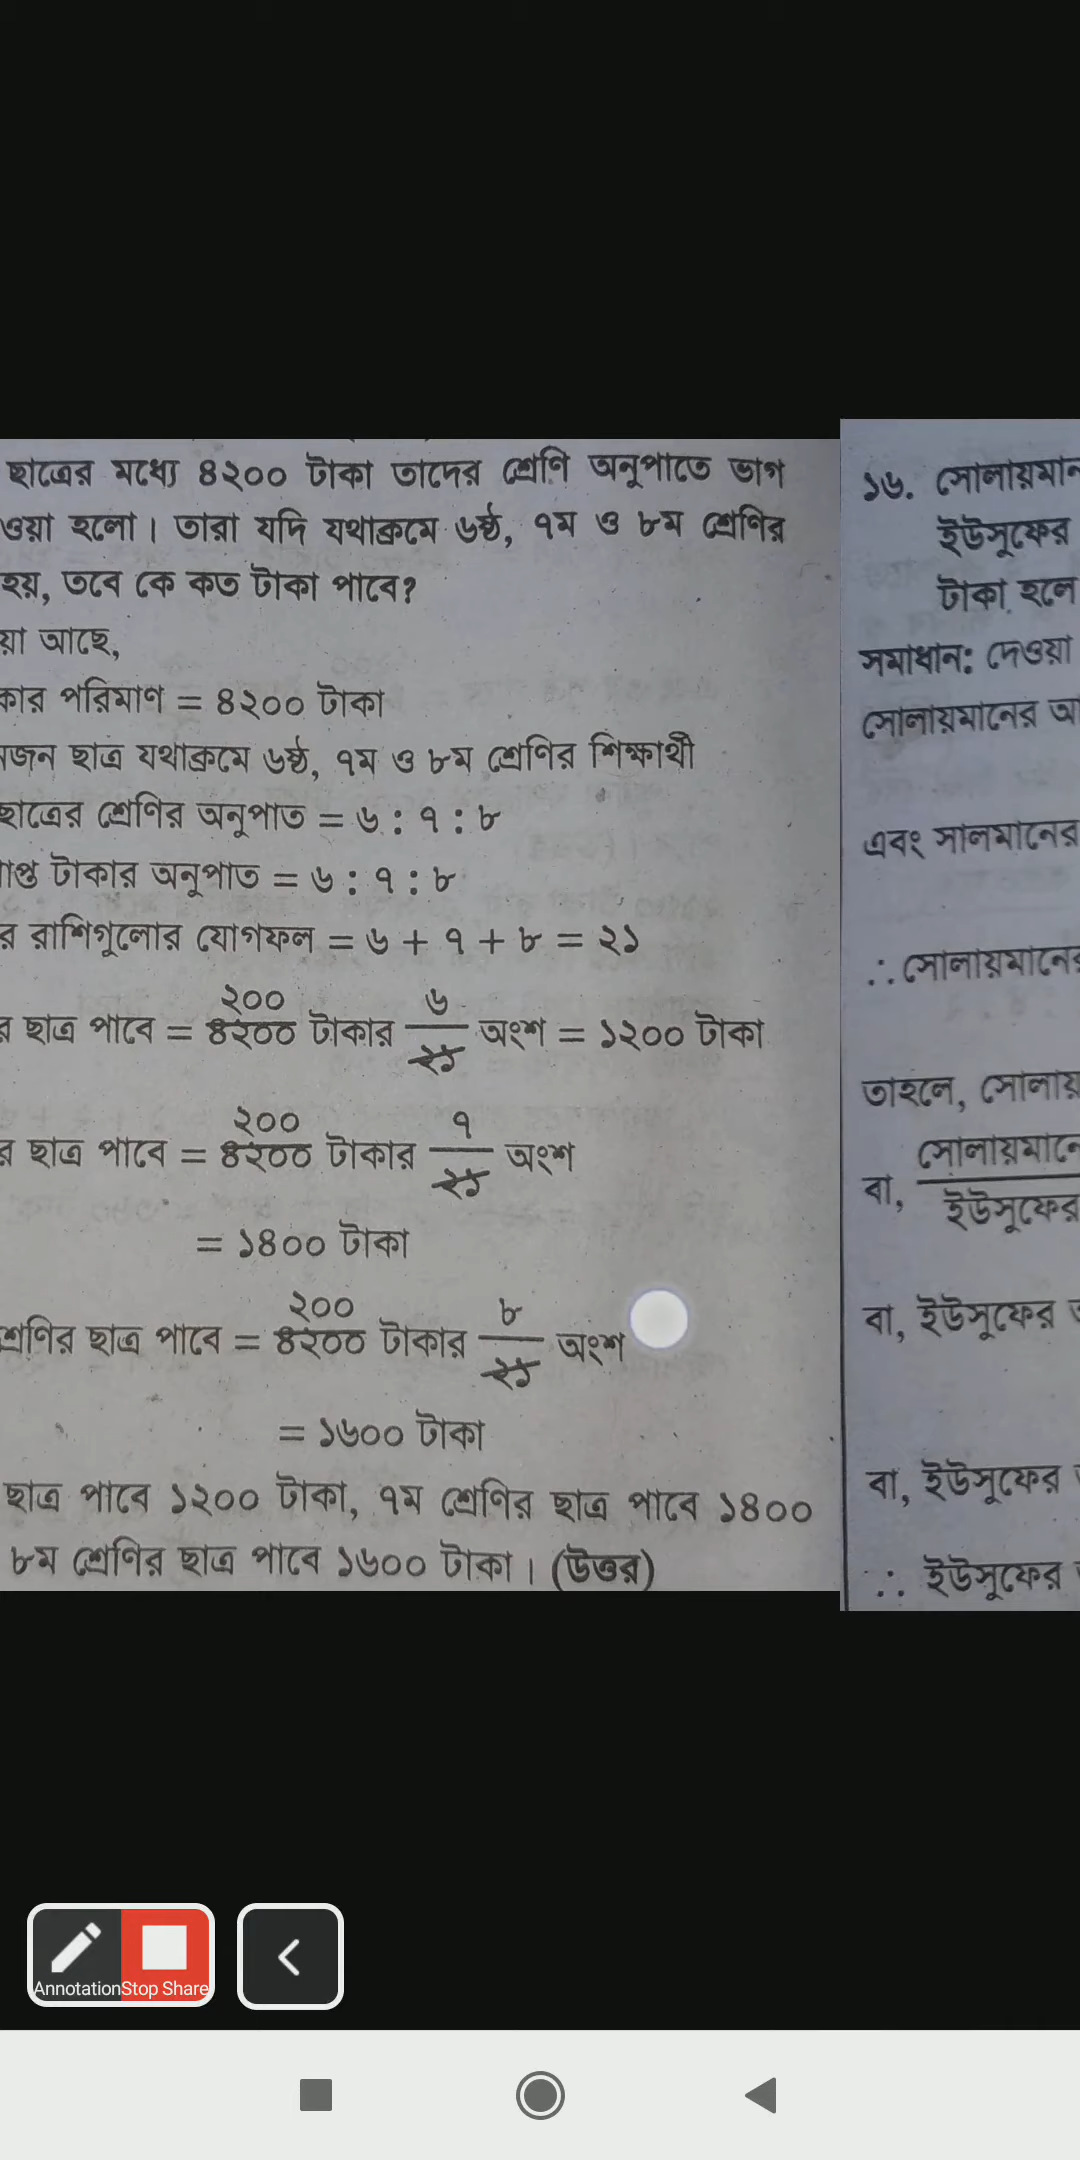 ছাত্রের মধ্যে ৪২০০ টাকা তাদের শ্রেণি অনুপাতে ভাগ
ওয়া হলো। তারা যদি যথাক্রমে ৬ষ্ঠ, ৭ম ও ৮ম শ্রেণির
হয়, তবে কে কত টাকা পাবে?
য়া আছে,
কার পরিমাণ = ৪২০০ টাকা
নজন ছাত্র যথাক্রমে ৬ষ্ঠ, ৭ম ও ৮ম শ্রেণির শিক্ষার্থী
ছাত্রের শ্রেণির অনুপাত = ৬ : ৭ : ৮
প্ত টাকার অনুপাত = ৬ : ৭ : ৮
র রাশিগুলোর যোগফল = ৬ + ৭ + ৮ = ২১
২০০ ৬
র ছাত্র পাবে = ৪২০০ টাকার অংশ = ১২০০ টাকা
২১
২০০ ৭
র ছাত্র পাবে = ৪২০০ টাকার অংশ
২১
= ১৪০০ টাকা
২০০ ৮
শ্রেণির ছাত্র পাবে = ৪২০০ টাকার অংশ
২১
= ১৬০০ টাকা
ছাত্র পাবে ১২০০ টাকা, ৭ম শ্রেণির ছাত্র পাবে ১৪০০
৮ম শ্রেণির ছাত্র পাবে ১৬০০ টাকা। (উত্তর)
১৬. সোলায়মান
ইউসুফের
টাকা হলে
সমাধান: দেওয়া
সোলায়মানের আ
এবং সালমানের
∴ সোলায়মানের
তাহলে, সোলায়
সোলায়মানে
বা,
ইউসুফের
বা, ইউসুফের
বা, ইউসুফের
∴ ইউসুফের
Annotation Stop Share